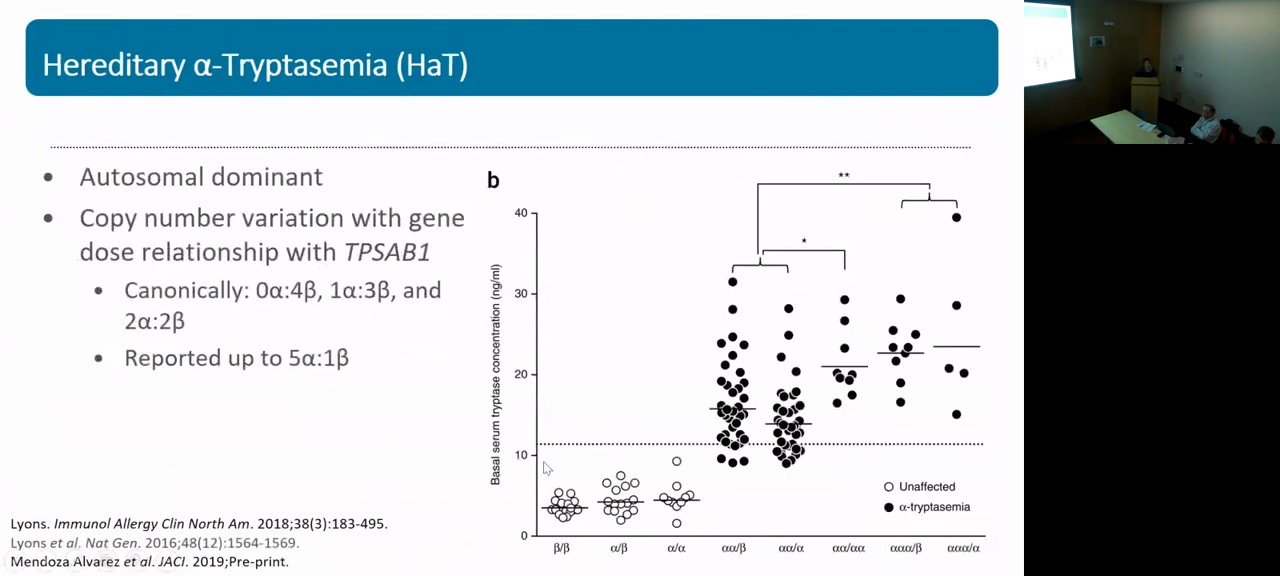 Hereditary α-Tryptasemia (HaT)
• Autosomal dominant
• Copy number variation with gene
dose relationship with TPSAB1
• Canonically: 0α:4β, 1α:3β, and
2α:2β
• Reported up to 5α:1β
b
Basal serum tryptase concentration (ng/ml)
40
30
20
10
0
**
*
Unaffected
α-tryptasemia
β/β α/β α/α αα/β αα/α αα/αα ααα/β ααα/α
Lyons. Immunol Allergy Clin North Am. 2018;38(3):183-495.
Lyons et al. Nat Gen. 2016;48(12):1564-1569.
Mendoza Alvarez et al. JACI. 2019;Pre-print.